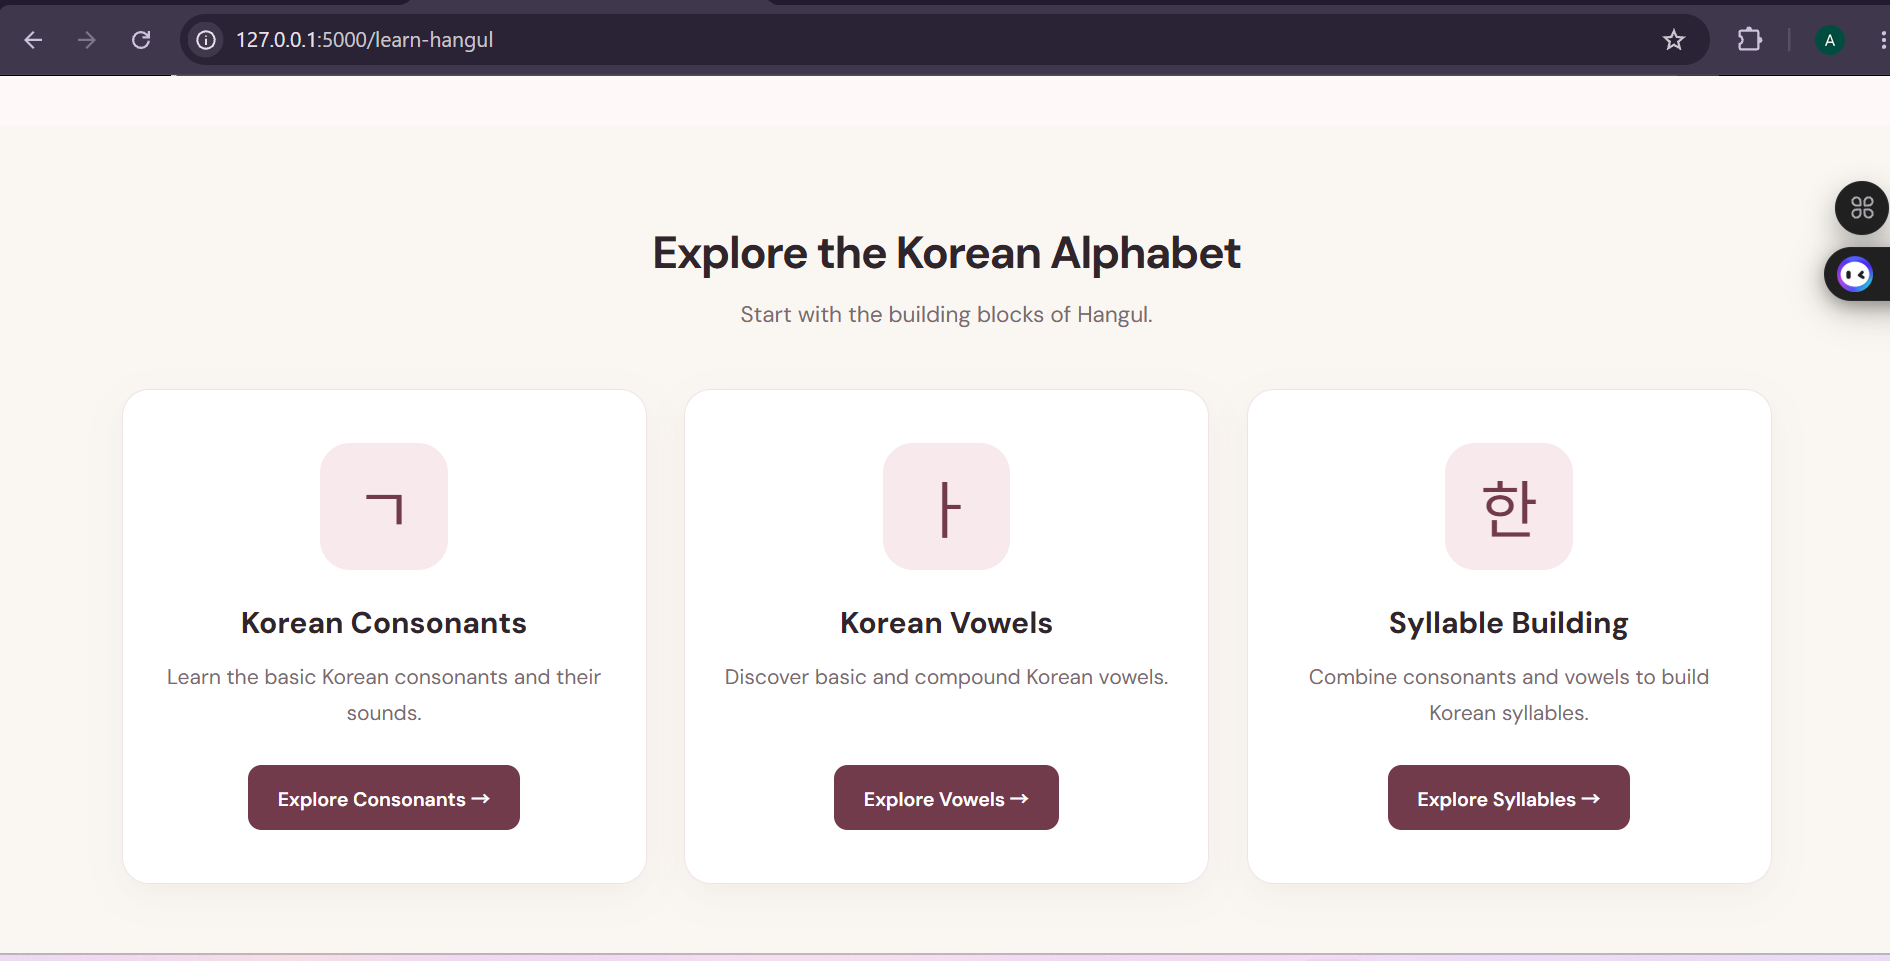 127.0.0.1:5000/learn-hangul
A
Explore the Korean Alphabet
Start with the building blocks of Hangul.
ㄱ
ㅏ
한
Korean Consonants
Korean Vowels
Syllable Building
Learn the basic Korean consonants and their
sounds.
Discover basic and compound Korean vowels.
Combine consonants and vowels to build
Korean syllables.
Explore Consonants →
Explore Vowels →
Explore Syllables →